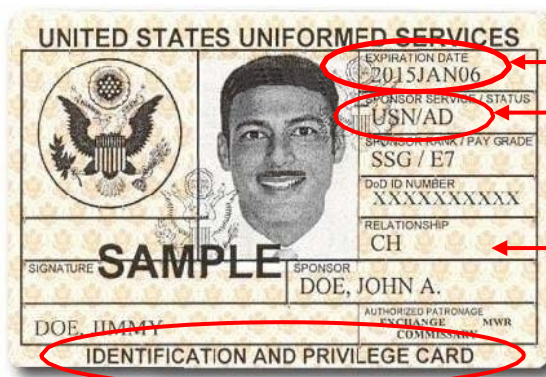 UNITED STATES UNIFORMED SERVICES
EXPIRATION DATE
2015JAN06
SPONSOR SERVICE / STATUS
USN/AD
SPONSOR RANK / PAY GRADE
SSG / E7
DoD ID NUMBER
XXXXXXXXXX
RELATIONSHIP
CH
SIGNATURE SAMPLE
SPONSOR
DOE, JOHN A.
AUTHORIZED PATRONAGE
EXCHANGE MWR
COMMISSARY
DOE, JIMMY
IDENTIFICATION AND PRIVILEGE CARD